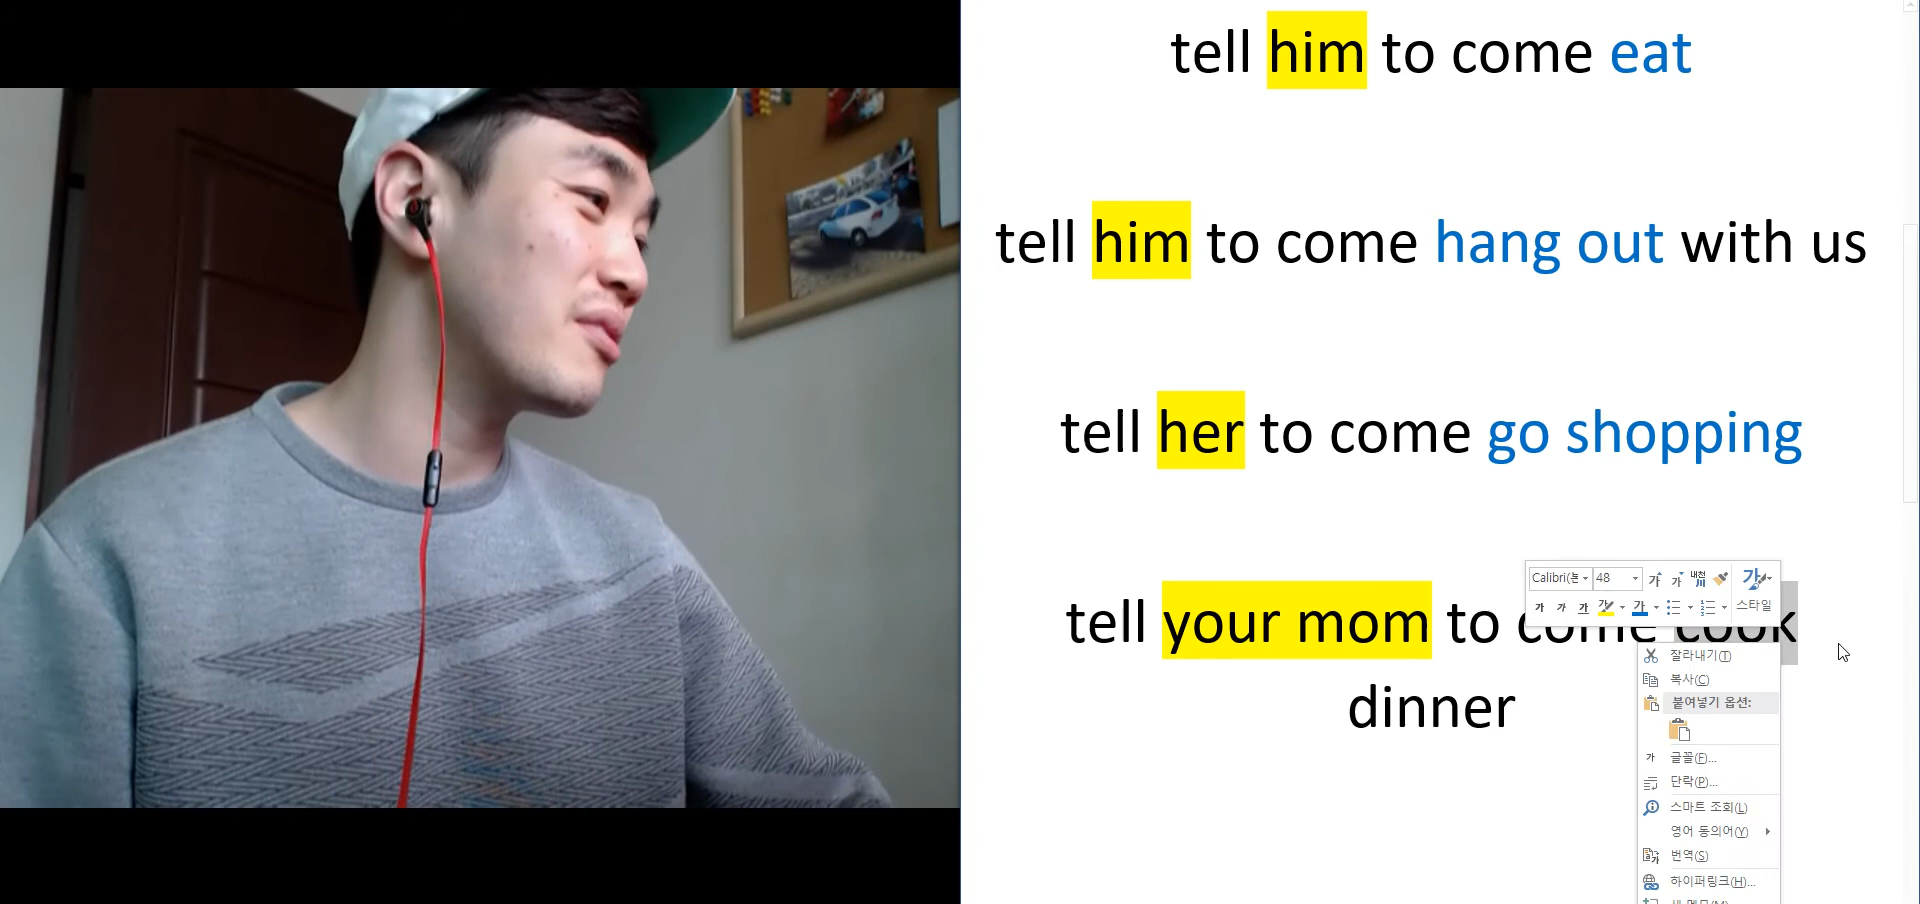 tell him to come eat
tell him to come hang out with us
tell her to come go shopping
tell your mom to come cook
dinner
48
스타일
잘라내기(T)
복사(C)
붙여넣기 옵션:
글꼴(F)...
단락(P)...
스마트 조회(L)
영어 동의어(Y)
번역(S)
하이퍼링크(H)...